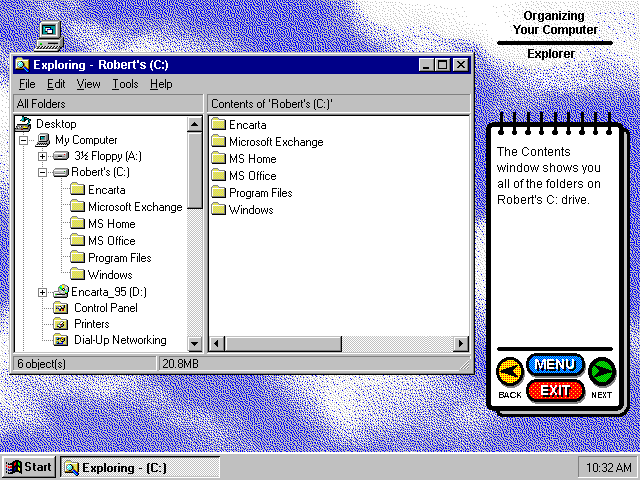 Organizing
Your Computer
Explorer
Exploring - Robert's (C:)
File Edit View Tools Help
All Folders
Contents of 'Robert's (C:)'
Desktop
My Computer
3½ Floppy (A:)
Robert's (C:)
Encarta
Microsoft Exchange
MS Home
MS Office
Program Files
Windows
Encarta_95 (D:)
Control Panel
Printers
Dial-Up Networking
Encarta
Microsoft Exchange
MS Home
MS Office
Program Files
Windows
6 object(s)
20.8MB
The Contents
window shows you
all of the folders on
Robert's C: drive.
MENU
EXIT
BACK
NEXT
Start
Exploring - (C:)
10:32 AM